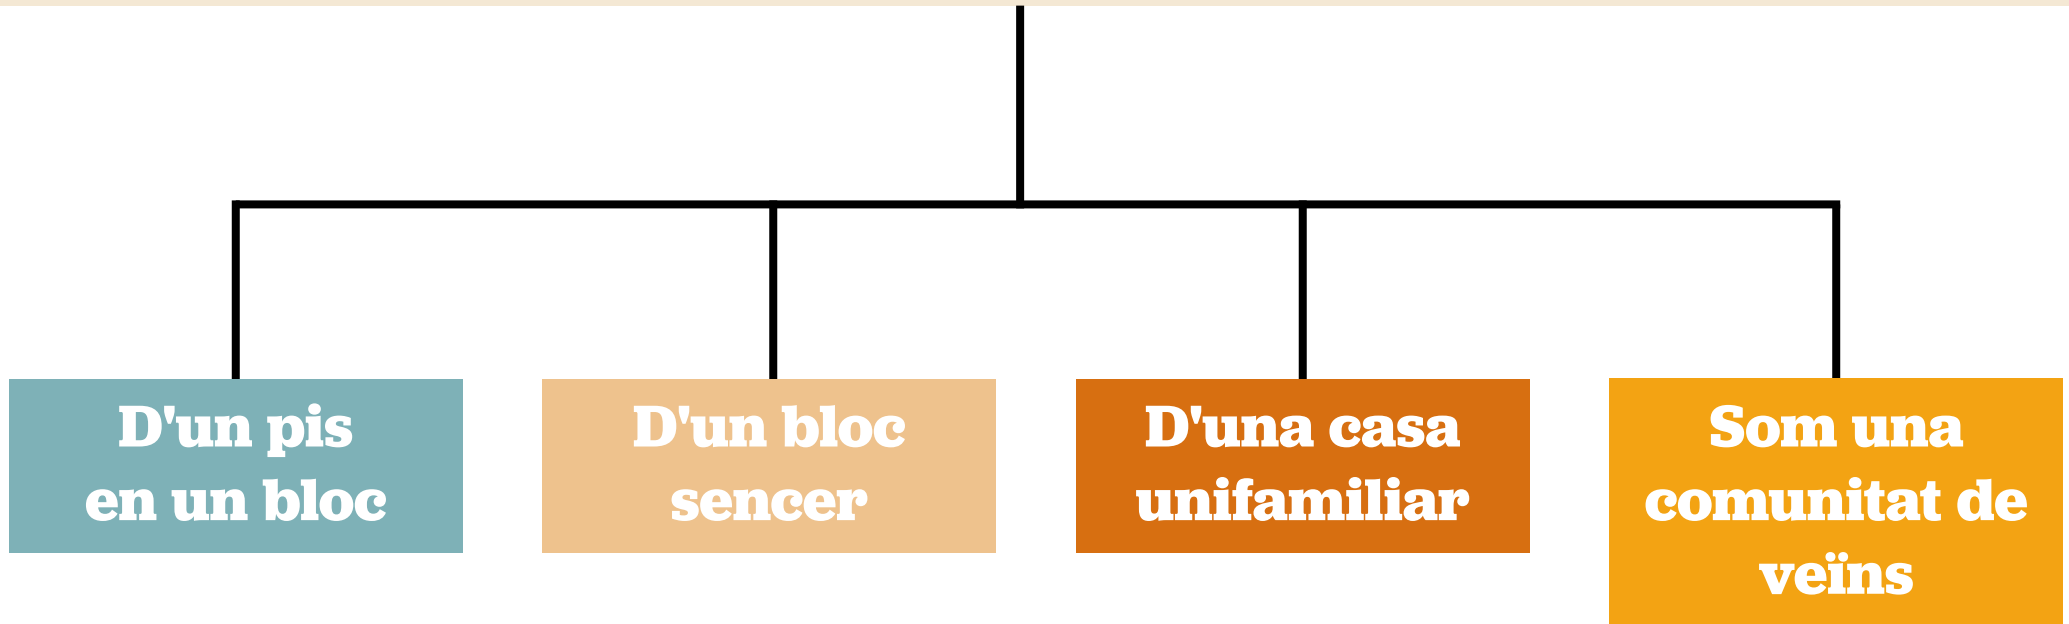 D'un pis
en un bloc
D'un bloc
sencer
D'una casa
unifamiliar
Som una
comunitat de
veïns